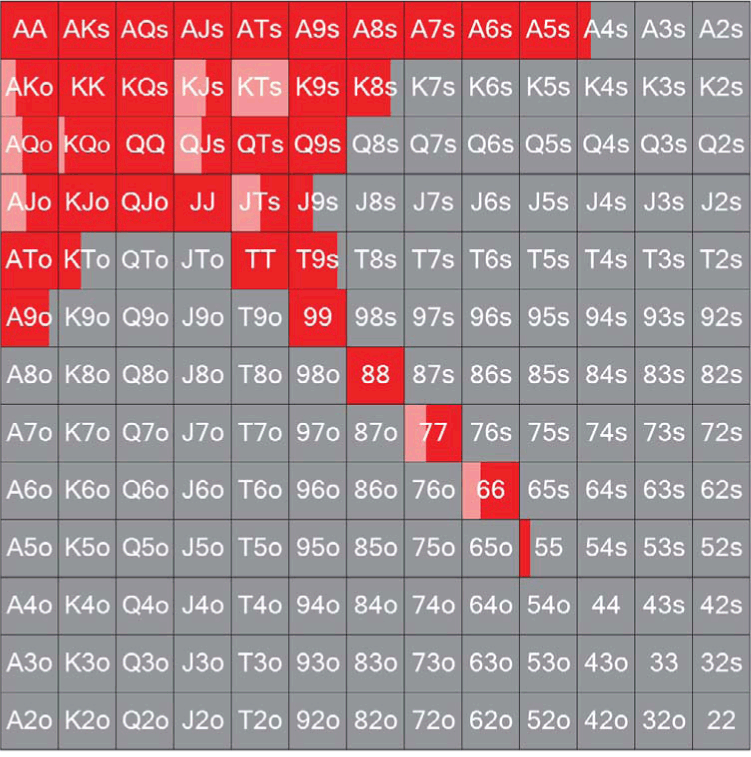 AA AKs AQs AJs ATs A9s A8s A7s A6s A5s A4s A3s A2s
AKo KK KQs KJs KTs K9s K8s K7s K6s K5s K4s K3s K2s
AQo KQo QQ QJs QTs Q9s Q8s Q7s Q6s Q5s Q4s Q3s Q2s
AJo KJo QJo JJ JTs J9s J8s J7s J6s J5s J4s J3s J2s
ATo KTo QTo JTo TT T9s T8s T7s T6s T5s T4s T3s T2s
A9o K9o Q9o J9o T9o 99 98s 97s 96s 95s 94s 93s 92s
A8o K8o Q8o J8o T8o 98o 88 87s 86s 85s 84s 83s 82s
A7o K7o Q7o J7o T7o 97o 87o 77 76s 75s 74s 73s 72s
A6o K6o Q6o J6o T6o 96o 86o 76o 66 65s 64s 63s 62s
A5o K5o Q5o J5o T5o 95o 85o 75o 65o 55 54s 53s 52s
A4o K4o Q4o J4o T4o 94o 84o 74o 64o 54o 44 43s 42s
A3o K3o Q3o J3o T3o 93o 83o 73o 63o 53o 43o 33 32s
A2o K2o Q2o J2o T2o 92o 82o 72o 62o 52o 42o 32o 22